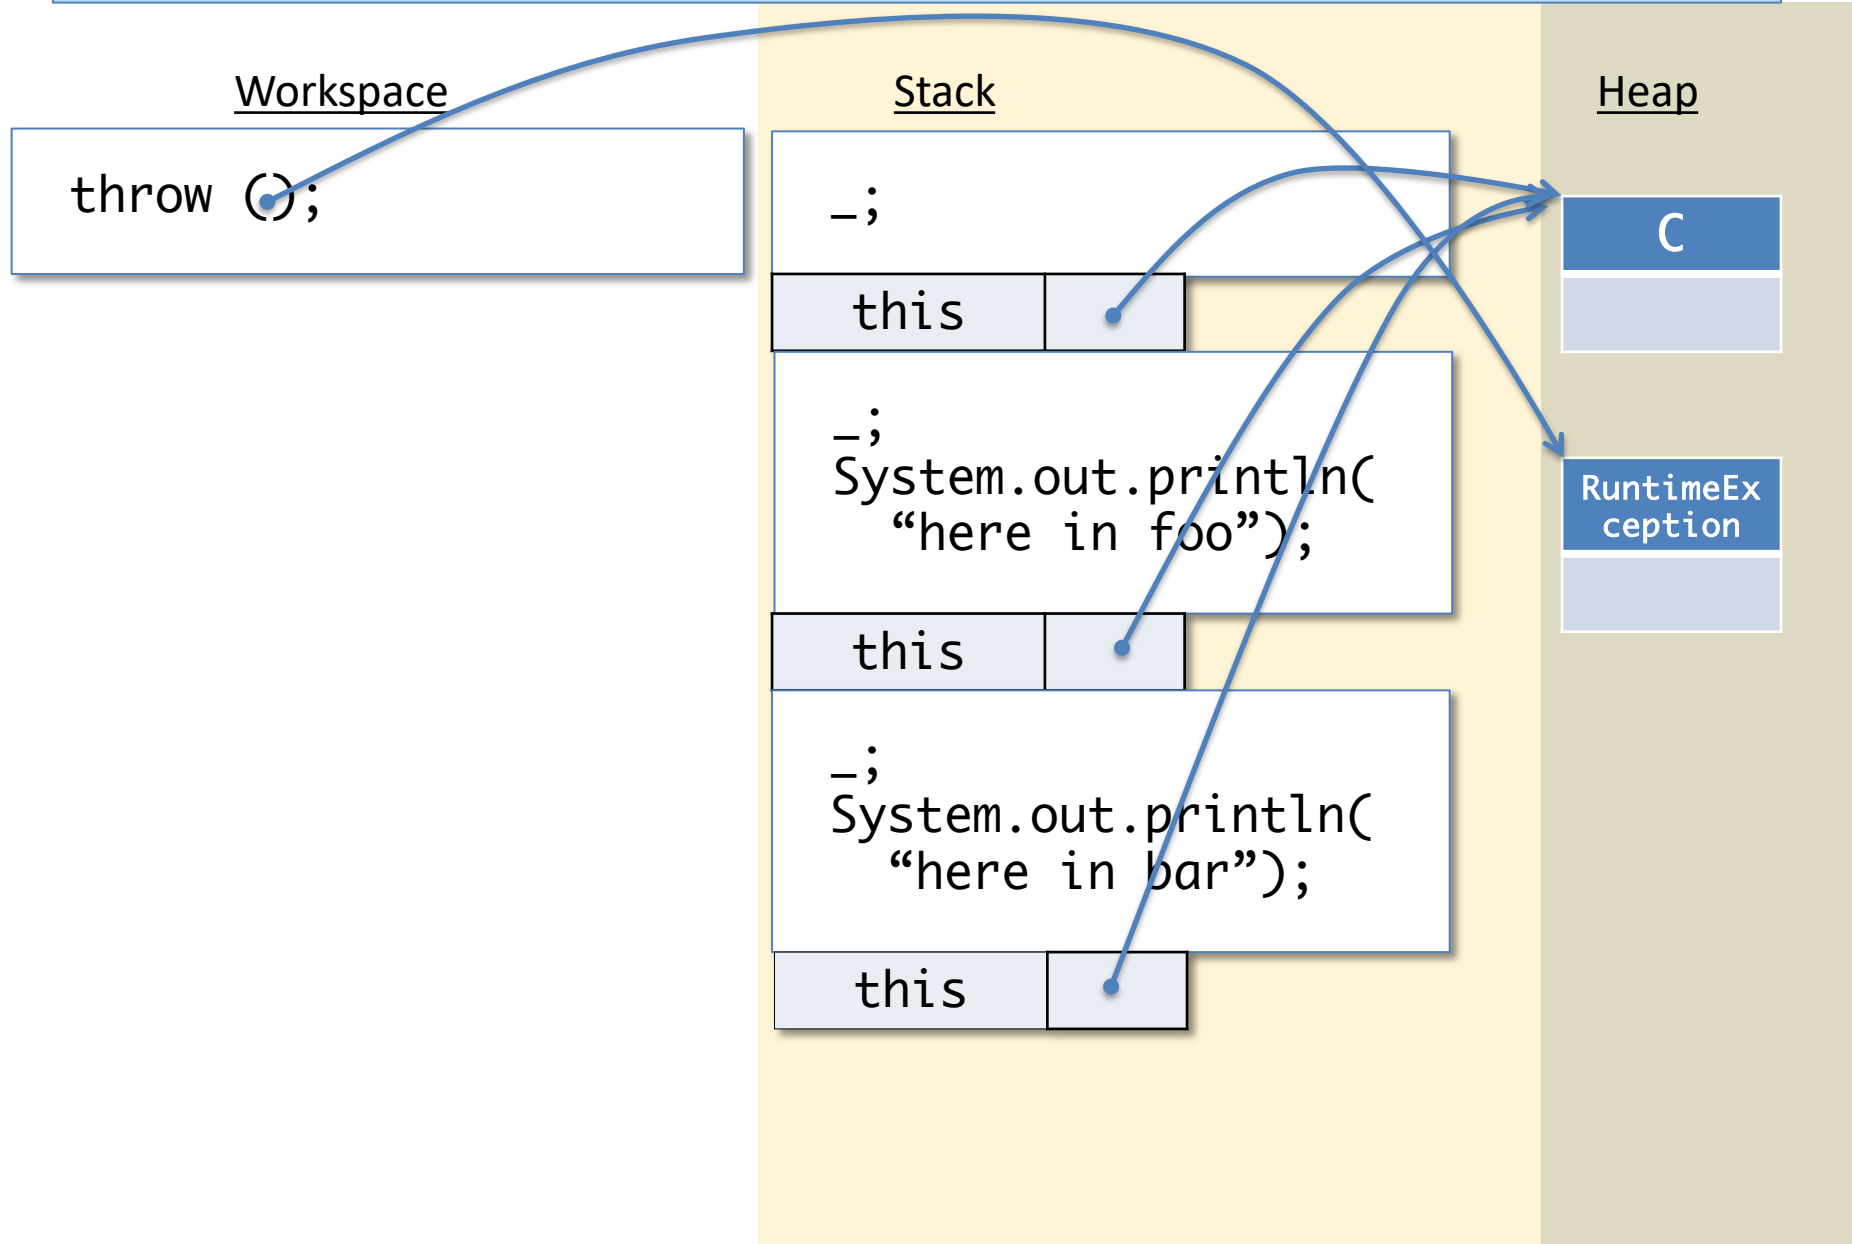 Workspace
Stack
Heap
throw ();
_;
this
_;
System.out.println(
“here in foo”);
this
_;
System.out.println(
“here in bar”);
this
C
RuntimeEx
ception